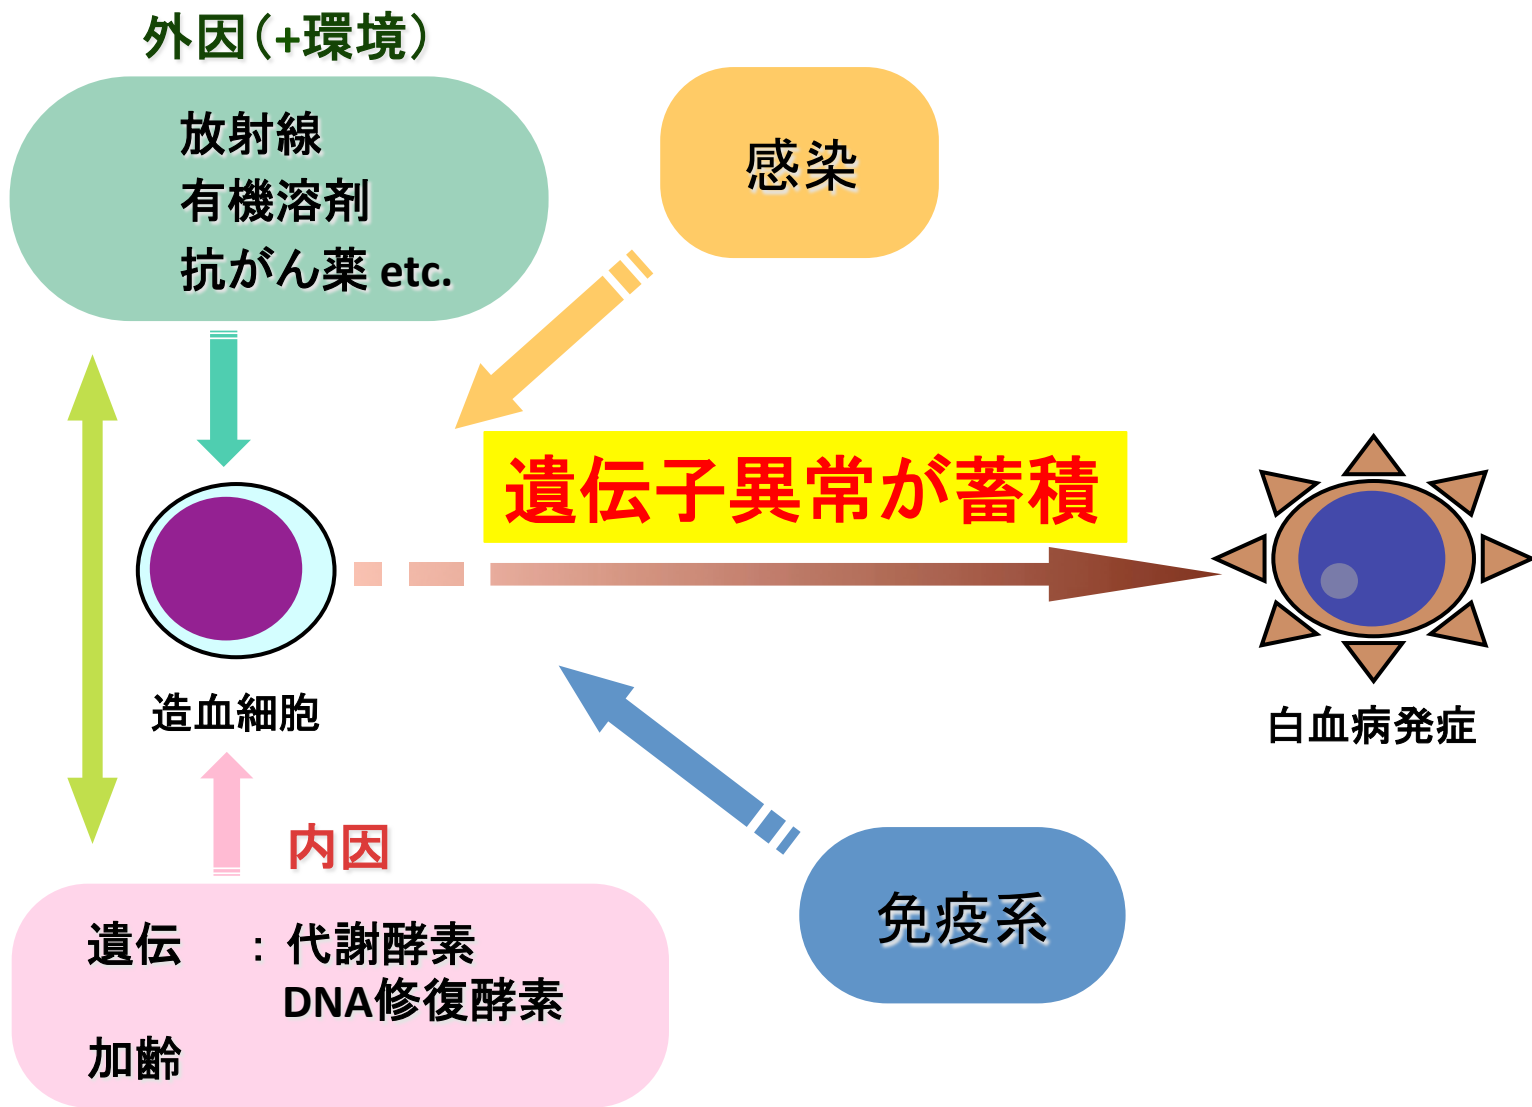 外因(+環境)
放射線
有機溶剤
抗がん薬 etc.
感染
遺伝子異常が蓄積
造血細胞
白血病発症
内因
遺伝 : 代謝酵素
DNA修復酵素
加齢
免疫系